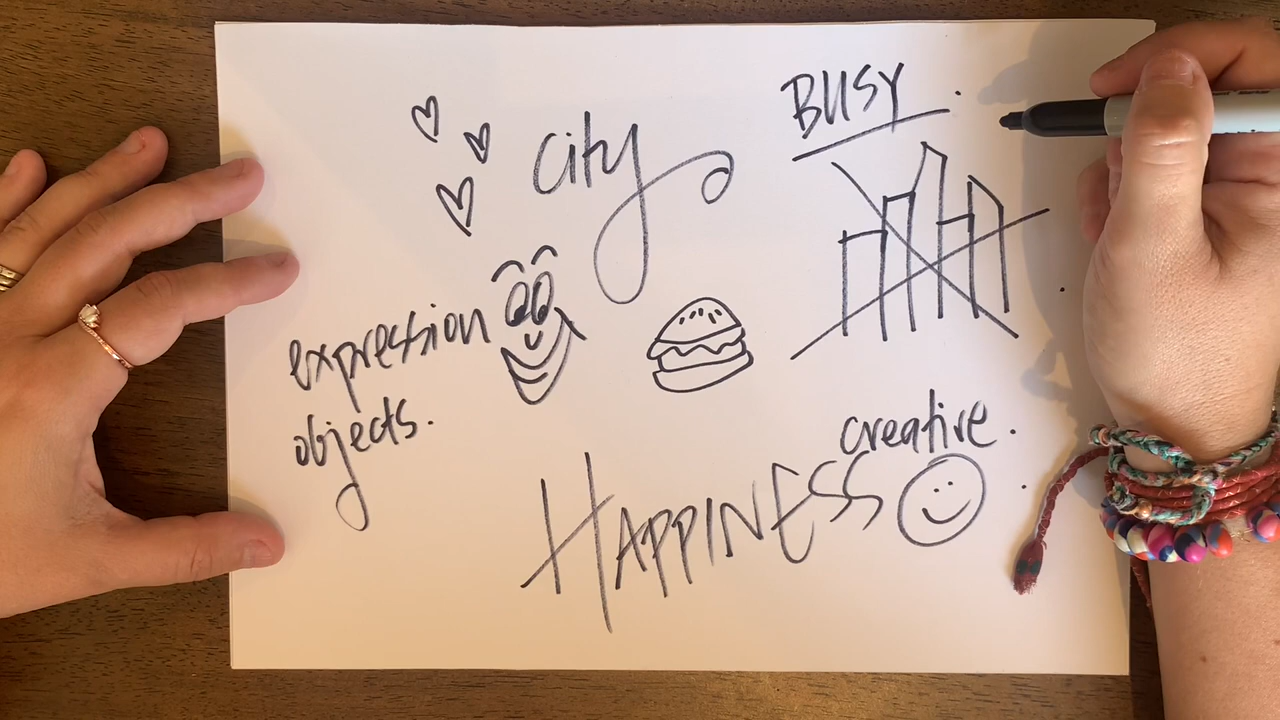 BUSY.
city
expression
objects.
creative.
HAPPINESS